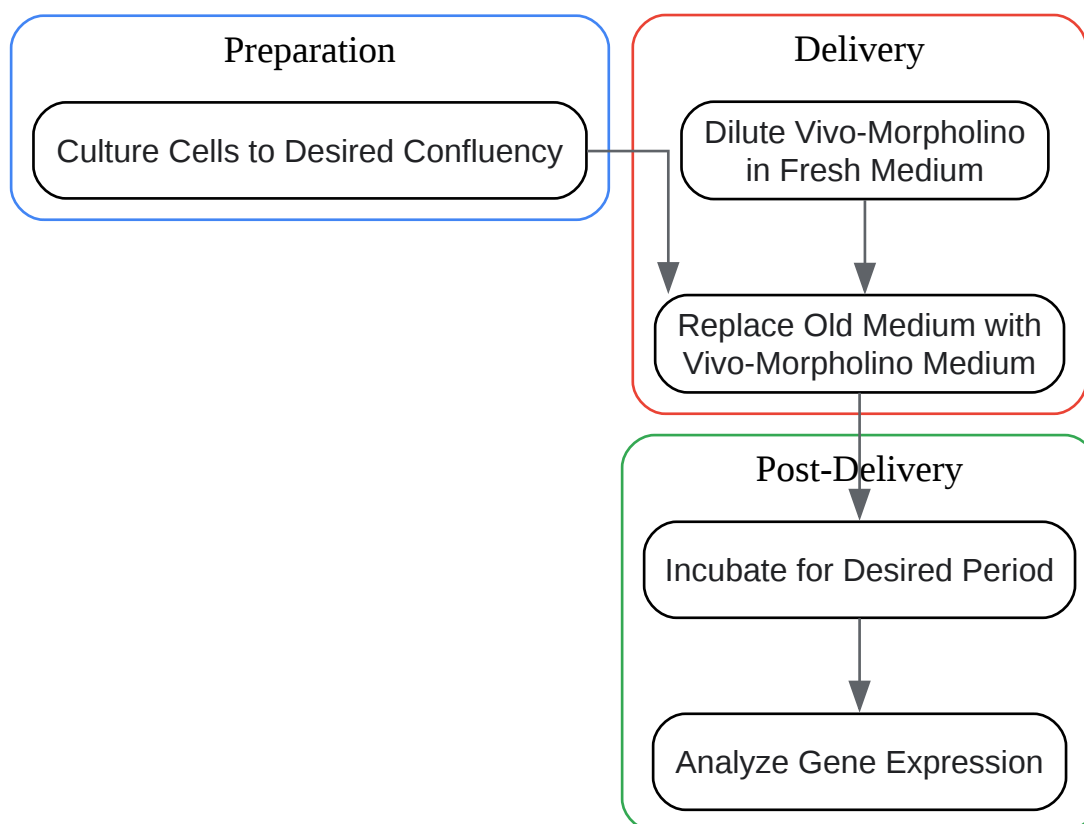 Preparation
Culture Cells to Desired Confluency
Delivery
Dilute Vivo-Morpholino
in Fresh Medium
Replace Old Medium with
Vivo-Morpholino Medium
Post-Delivery
Incubate for Desired Period
Analyze Gene Expression